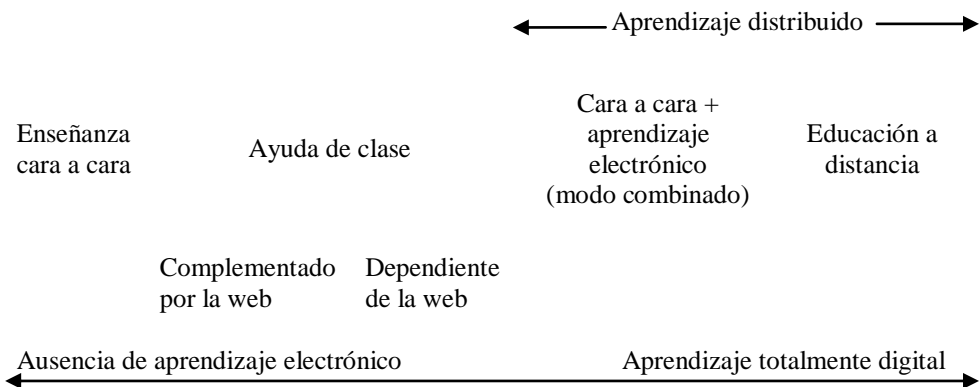 Aprendizaje distribuido
Enseñanza
cara a cara
Ayuda de clase
Cara a cara +
aprendizaje
electrónico
(modo combinado)
Educación a
distancia
Complementado
por la web
Dependiente
de la web
Ausencia de aprendizaje electrónico
Aprendizaje totalmente digital